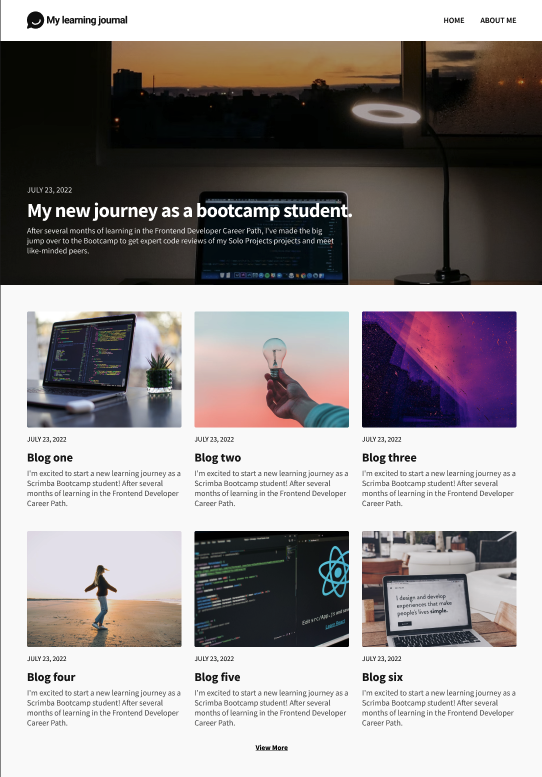 My learning journal
HOME ABOUT ME
JULY 23, 2022
My new journey as a bootcamp student.
After several months of learning in the Frontend Developer Career Path, I've made the big
jump over to the Bootcamp to get expert code reviews of my Solo Projects projects and meet
like-minded peers.
JULY 23, 2022
Blog one
I'm excited to start a new learning journey as a
Scrimba Bootcamp student! After several
months of learning in the Frontend Developer
Career Path.
JULY 23, 2022
Blog two
I'm excited to start a new learning journey as a
Scrimba Bootcamp student! After several
months of learning in the Frontend Developer
Career Path.
JULY 23, 2022
Blog three
I'm excited to start a new learning journey as a
Scrimba Bootcamp student! After several
months of learning in the Frontend Developer
Career Path.
I design and develop
experiences that make
people's lives simple.
JULY 23, 2022
Blog four
I'm excited to start a new learning journey as a
Scrimba Bootcamp student! After several
months of learning in the Frontend Developer
Career Path.
JULY 23, 2022
Blog five
I'm excited to start a new learning journey as a
Scrimba Bootcamp student! After several
months of learning in the Frontend Developer
Career Path.
JULY 23, 2022
Blog six
I'm excited to start a new learning journey as a
Scrimba Bootcamp student! After several
months of learning in the Frontend Developer
Career Path.
View More